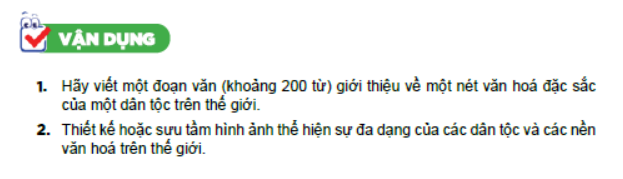 VẬN DỤNG
1. Hãy viết một đoạn văn (khoảng 200 từ) giới thiệu về một nét văn hoá đặc sắc
của một dân tộc trên thế giới.
2. Thiết kế hoặc sưu tầm hình ảnh thể hiện sự đa dạng của các dân tộc và các nền
văn hoá trên thế giới.